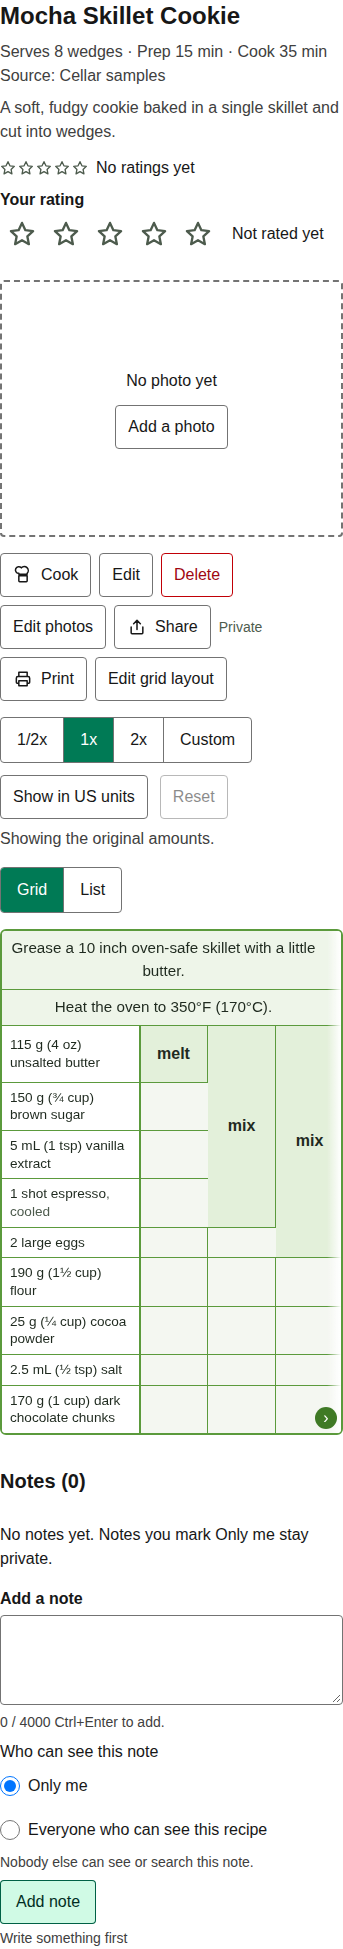 Mocha Skillet Cookie
Serves 8 wedges · Prep 15 min · Cook 35 min
Source: Cellar samples
A soft, fudgy cookie baked in a single skillet and
cut into wedges.
No ratings yet
Your rating
Not rated yet
No photo yet
Add a photo
Cook
Edit
Delete
Edit photos
Share
Private
Print
Edit grid layout
1/2x
1x
2x
Custom
Show in US units
Reset
Showing the original amounts.
Grid
List
Grease a 10 inch oven-safe skillet with a little
butter.
Heat the oven to 350°F (170°C).
115 g (4 oz)
unsalted butter
melt
150 g (¾ cup)
brown sugar
mix
mix
5 mL (1 tsp) vanilla
extract
1 shot espresso,
cooled
2 large eggs
190 g (1½ cup)
flour
25 g (¼ cup) cocoa
powder
2.5 mL (½ tsp) salt
170 g (1 cup) dark
chocolate chunks
Notes (0)
No notes yet. Notes you mark Only me stay
private.
Add a note
0 / 4000 Ctrl+Enter to add.
Who can see this note
Only me
Everyone who can see this recipe
Nobody else can see or search this note.
Add note
Write something first